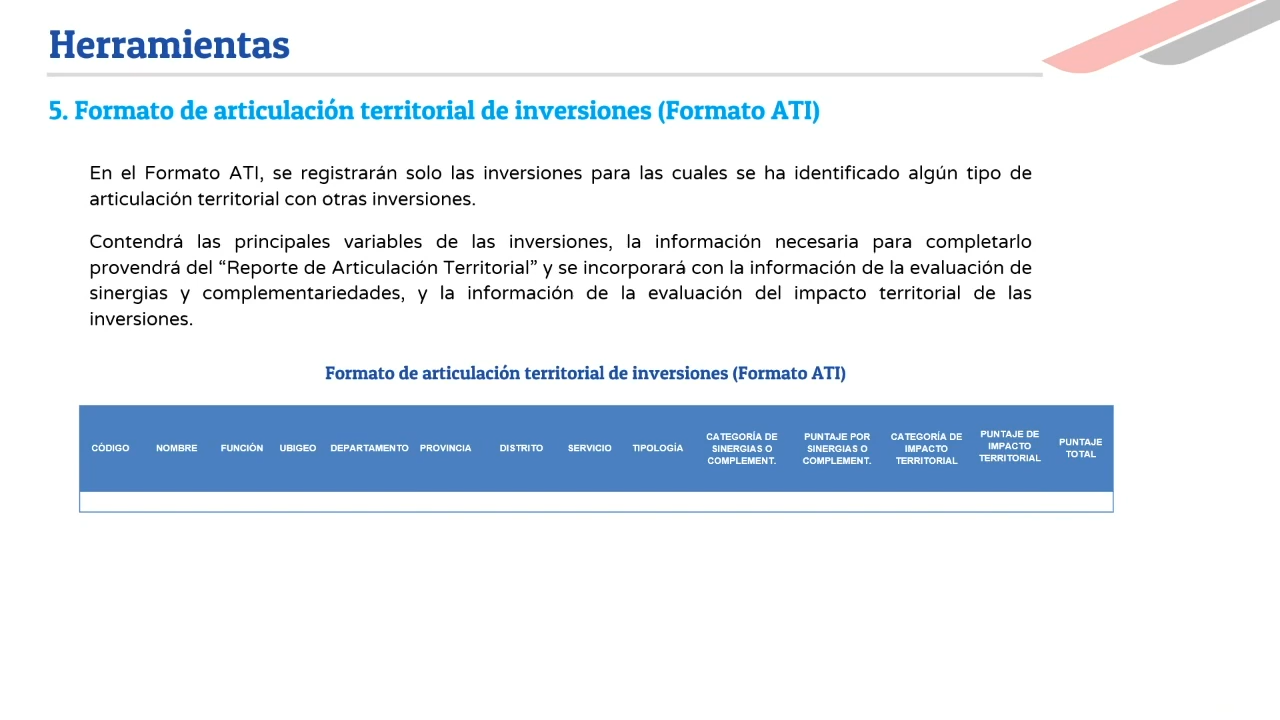 Herramientas
5. Formato de articulación territorial de inversiones (Formato ATI)
En el Formato ATI, se registrarán solo las inversiones para las cuales se ha identificado algún tipo de
articulación territorial con otras inversiones.
Contendrá las principales variables de las inversiones, la información necesaria para completarlo
provendrá del “Reporte de Articulación Territorial” y se incorporará con la información de la evaluación de
sinergias y complementariedades, y la información de la evaluación del impacto territorial de las
inversiones.
Formato de articulación territorial de inversiones (Formato ATI)
CÓDIGO
NOMBRE
FUNCIÓN
UBIGEO
DEPARTAMENTO
PROVINCIA
DISTRITO
SERVICIO
TIPOLOGÍA
CATEGORÍA DE
SINERGIAS O
COMPLEMENT.
PUNTAJE POR
SINERGIAS O
COMPLEMENT.
CATEGORÍA DE
IMPACTO
TERRITORIAL
PUNTAJE DE
IMPACTO
TERRITORIAL
PUNTAJE
TOTAL